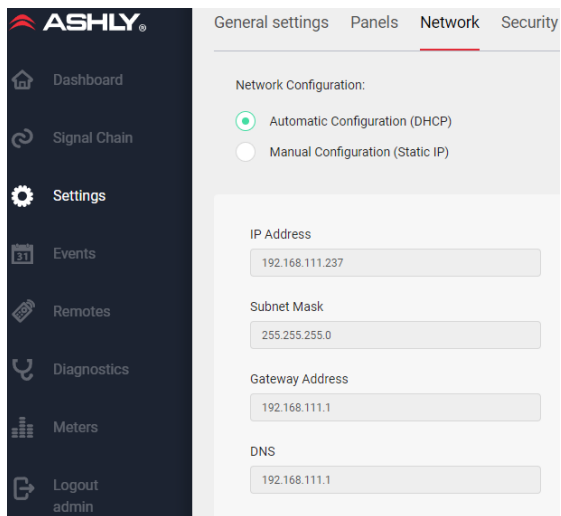 ASHLY®
Dashboard
Signal Chain
Settings
Events
31
Remotes
Diagnostics
Meters
Logout
admin
General settings Panels Network Security
Network Configuration:
Automatic Configuration (DHCP)
Manual Configuration (Static IP)
IP Address
192.168.111.237
Subnet Mask
255.255.255.0
Gateway Address
192.168.111.1
DNS
192.168.111.1